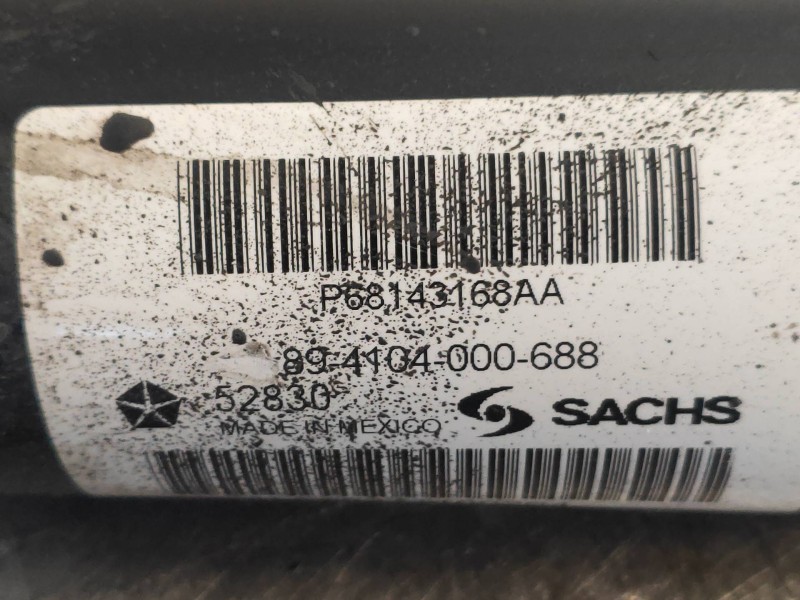 P68143168AA
89-4104-000-688
52830
MADE IN MEXICO
SACHS